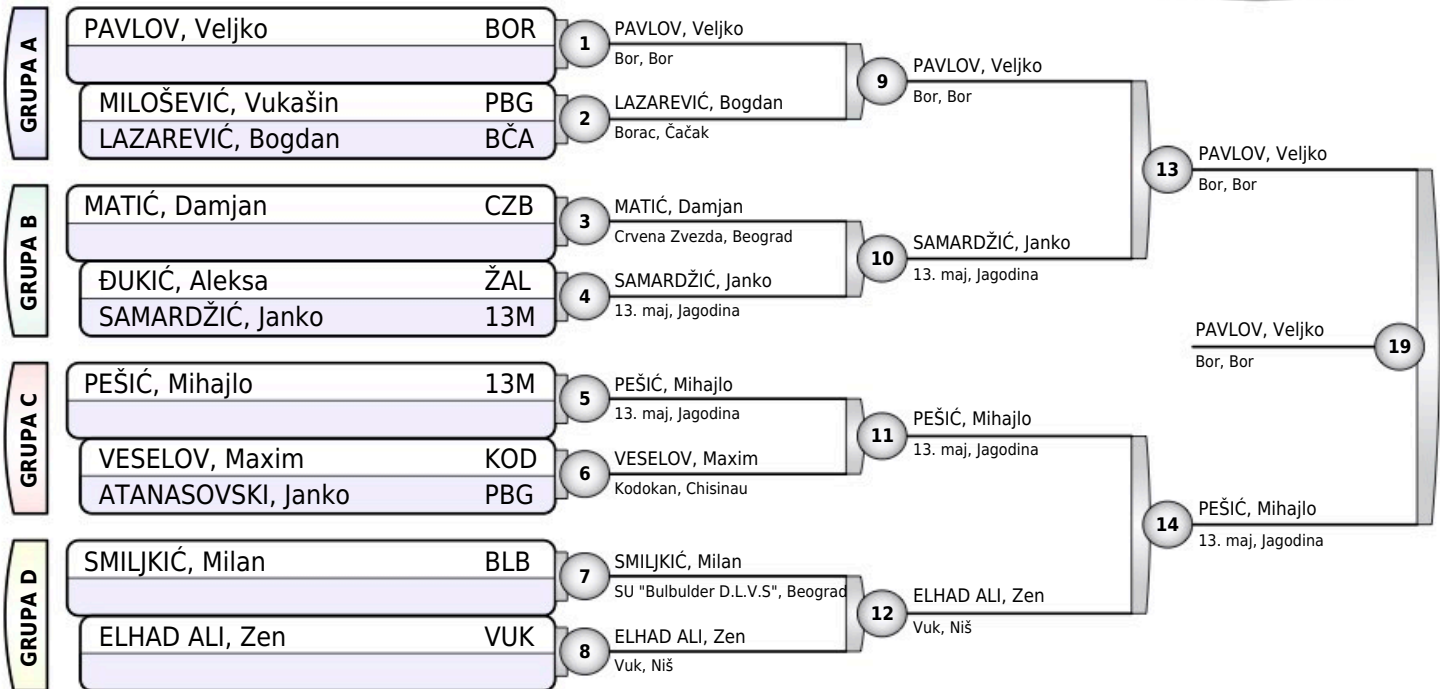 GRUPA A
PAVLOV, Veljko BOR
MILOŠEVIĆ, Vukašin PBG
LAZAREVIĆ, Bogdan BČA
1
PAVLOV, Veljko
Bor, Bor
2
LAZAREVIĆ, Bogdan
Borac, Čačak
9
PAVLOV, Veljko
Bor, Bor
GRUPA B
MATIĆ, Damjan CZB
ĐUKIĆ, Aleksa ŽAL
SAMARDŽIĆ, Janko 13M
3
MATIĆ, Damjan
Crvena Zvezda, Beograd
4
SAMARDŽIĆ, Janko
13. maj, Jagodina
10
SAMARDŽIĆ, Janko
13. maj, Jagodina
13
PAVLOV, Veljko
Bor, Bor
GRUPA C
PEŠIĆ, Mihajlo 13M
VESELOV, Maxim KOD
ATANASOVSKI, Janko PBG
5
PEŠIĆ, Mihajlo
13. maj, Jagodina
6
VESELOV, Maxim
Kodokan, Chisinau
11
PEŠIĆ, Mihajlo
13. maj, Jagodina
GRUPA D
SMILJKIĆ, Milan BLB
ELHAD ALI, Zen VUK
7
SMILJKIĆ, Milan
SU "Bulbulder D.L.V.S", Beograd
8
ELHAD ALI, Zen
Vuk, Niš
12
ELHAD ALI, Zen
Vuk, Niš
14
PEŠIĆ, Mihajlo
13. maj, Jagodina
PAVLOV, Veljko
Bor, Bor
19